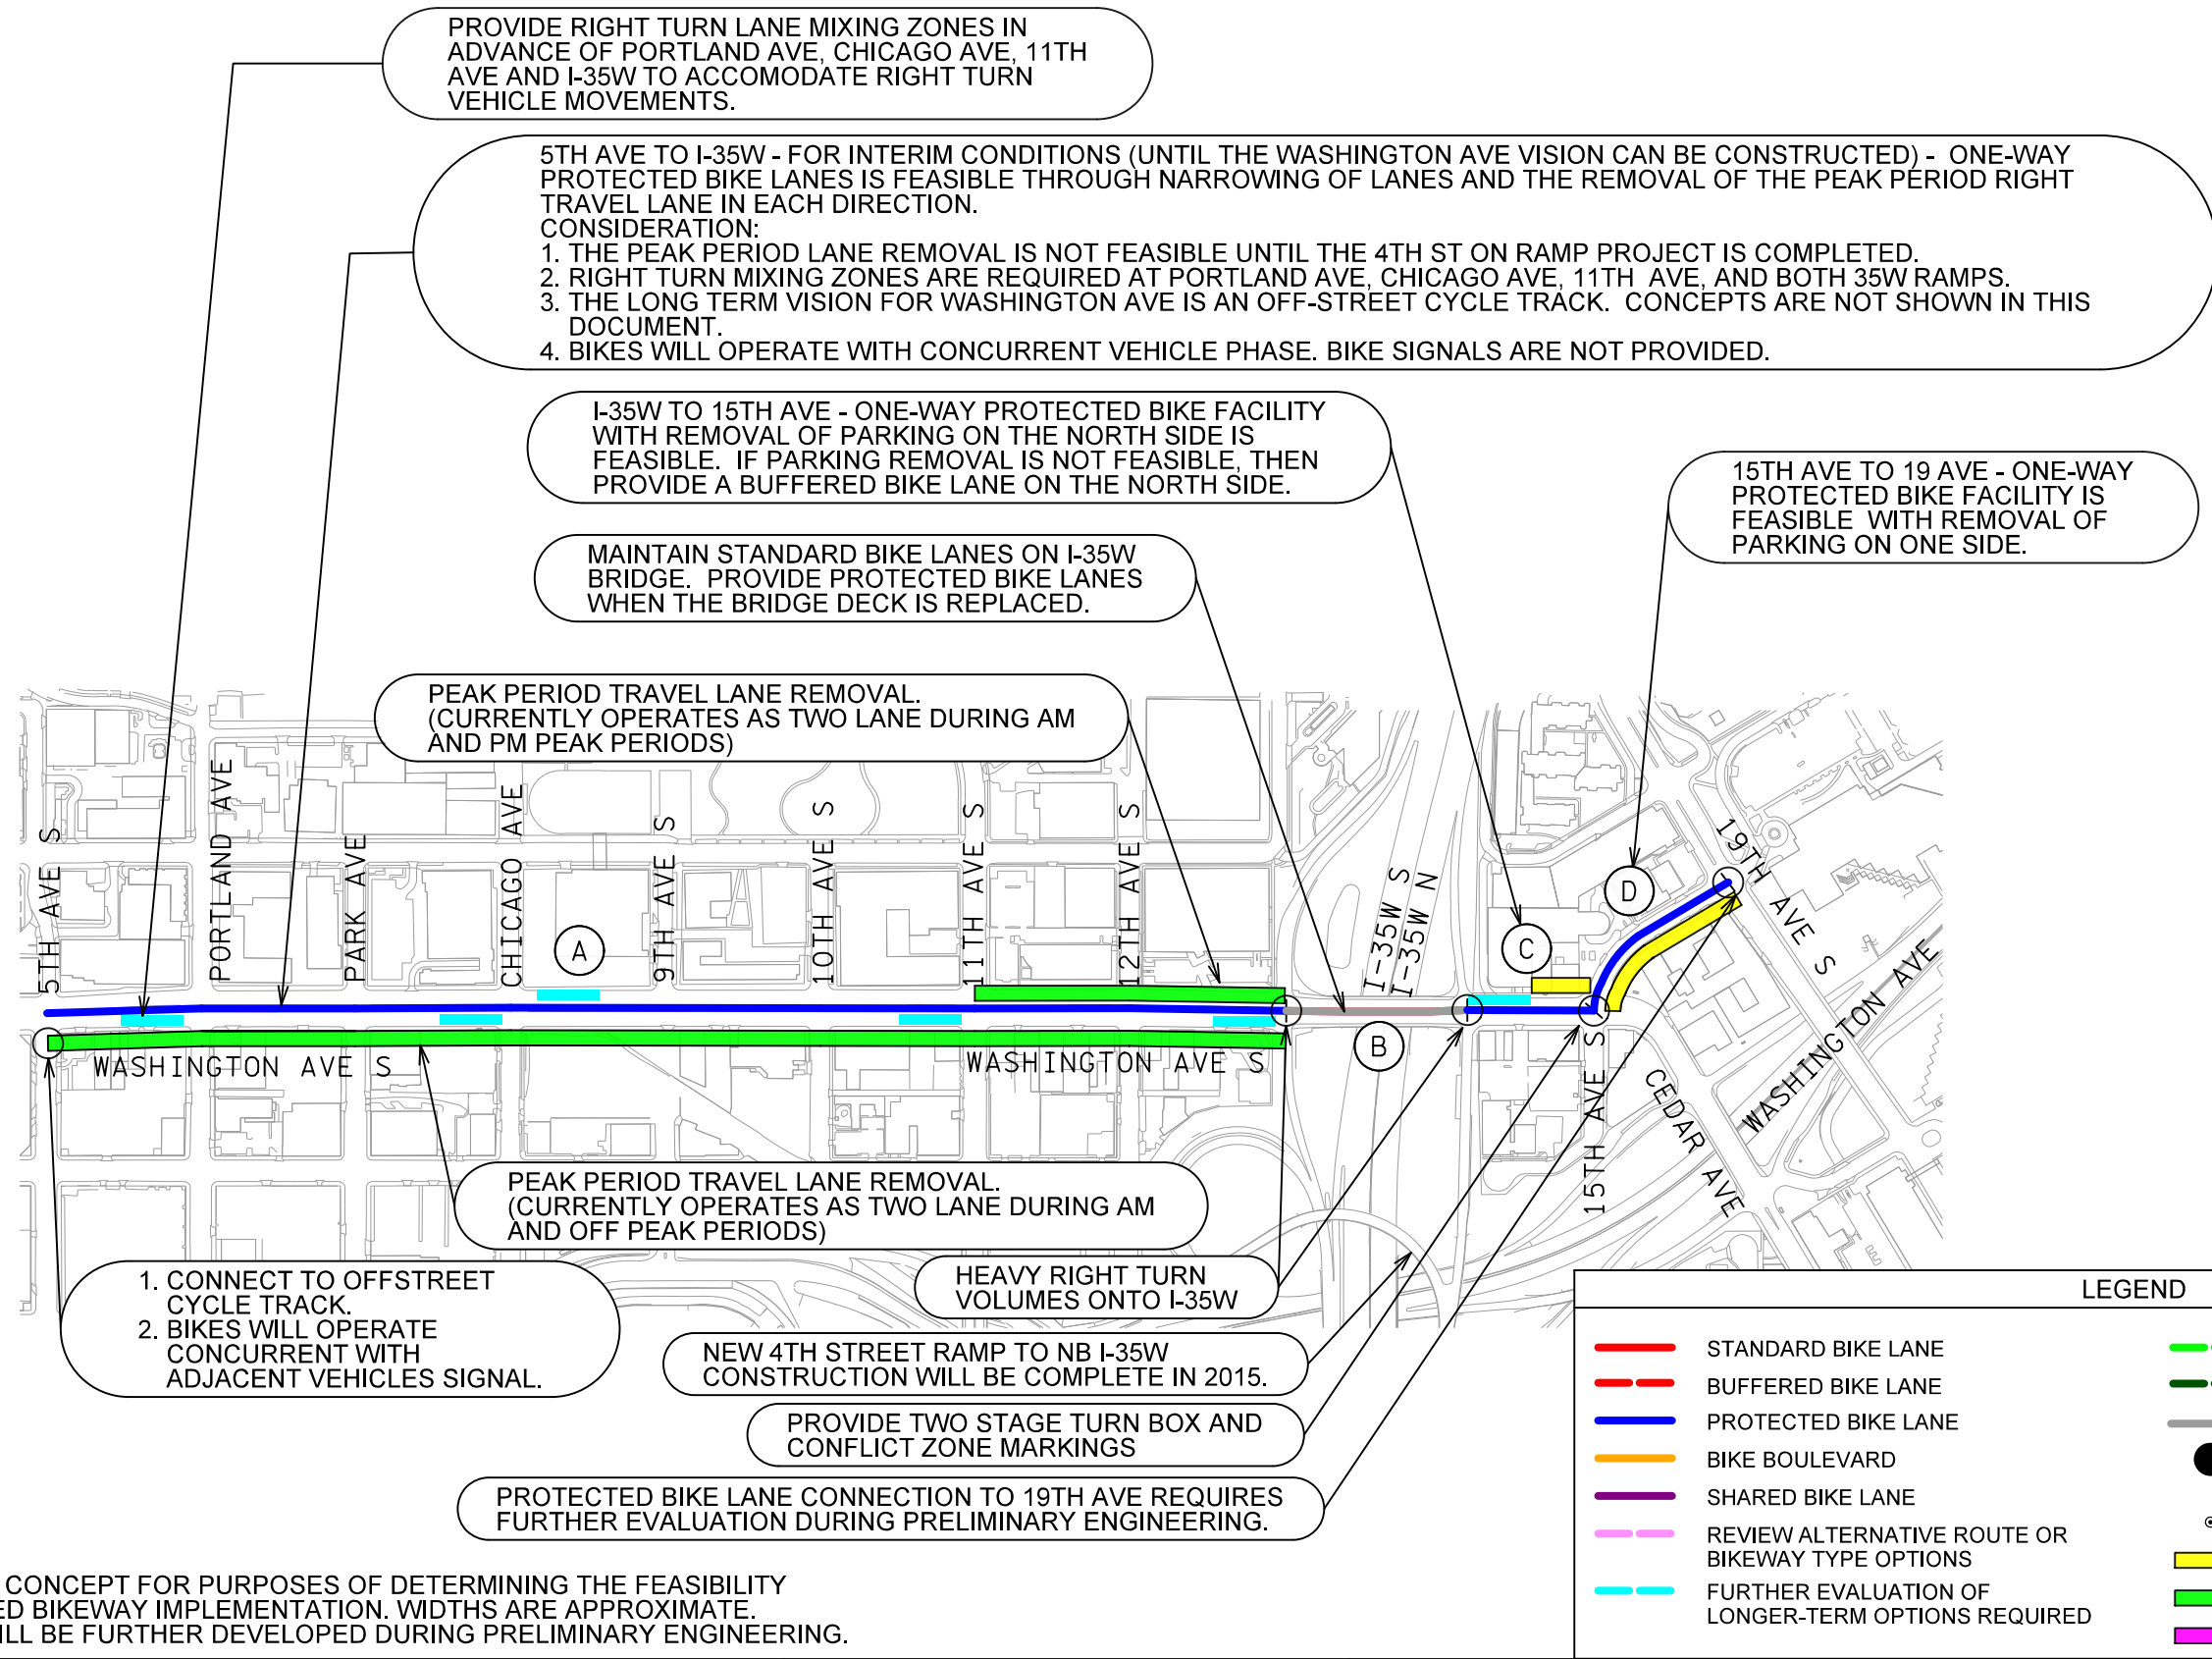 PROVIDE RIGHT TURN LANE MIXING ZONES IN
ADVANCE OF PORTLAND AVE, CHICAGO AVE, 11TH
AVE AND I-35W TO ACCOMODATE RIGHT TURN
VEHICLE MOVEMENTS.
5TH AVE TO I-35W - FOR INTERIM CONDITIONS (UNTIL THE WASHINGTON AVE VISION CAN BE CONSTRUCTED) - ONE-WAY
PROTECTED BIKE LANES IS FEASIBLE THROUGH NARROWING OF LANES AND THE REMOVAL OF THE PEAK PERIOD RIGHT
TRAVEL LANE IN EACH DIRECTION.
CONSIDERATION:
1. THE PEAK PERIOD LANE REMOVAL IS NOT FEASIBLE UNTIL THE 4TH ST ON RAMP PROJECT IS COMPLETED.
2. RIGHT TURN MIXING ZONES ARE REQUIRED AT PORTLAND AVE, CHICAGO AVE, 11TH AVE, AND BOTH 35W RAMPS.
3. THE LONG TERM VISION FOR WASHINGTON AVE IS AN OFF-STREET CYCLE TRACK. CONCEPTS ARE NOT SHOWN IN THIS
DOCUMENT.
4. BIKES WILL OPERATE WITH CONCURRENT VEHICLE PHASE. BIKE SIGNALS ARE NOT PROVIDED.
I-35W TO 15TH AVE - ONE-WAY PROTECTED BIKE FACILITY
WITH REMOVAL OF PARKING ON THE NORTH SIDE IS
FEASIBLE. IF PARKING REMOVAL IS NOT FEASIBLE, THEN
PROVIDE A BUFFERED BIKE LANE ON THE NORTH SIDE.
15TH AVE TO 19 AVE - ONE-WAY
PROTECTED BIKE FACILITY IS
FEASIBLE WITH REMOVAL OF
PARKING ON ONE SIDE.
MAINTAIN STANDARD BIKE LANES ON I-35W
BRIDGE. PROVIDE PROTECTED BIKE LANES
WHEN THE BRIDGE DECK IS REPLACED.
PEAK PERIOD TRAVEL LANE REMOVAL.
(CURRENTLY OPERATES AS TWO LANE DURING AM
AND PM PEAK PERIODS)
5TH AVE S
PORTLAND AVE
PARK AVE
CHICAGO AVE
A
9TH AVE S
10TH AVE S
11TH AVE S
12TH AVE S
I-35W S
I-35W N
B
C
D
19TH AVE S
WASHINGTON AVE S
WASHINGTON AVE S
15TH AVE S
CEDAR AVE
WASHINGTON AVE
PEAK PERIOD TRAVEL LANE REMOVAL.
(CURRENTLY OPERATES AS TWO LANE DURING AM
AND OFF PEAK PERIODS)
1. CONNECT TO OFFSTREET
CYCLE TRACK.
2. BIKES WILL OPERATE
CONCURRENT WITH
ADJACENT VEHICLES SIGNAL.
HEAVY RIGHT TURN
VOLUMES ONTO I-35W
NEW 4TH STREET RAMP TO NB I-35W
CONSTRUCTION WILL BE COMPLETE IN 2015.
PROVIDE TWO STAGE TURN BOX AND
CONFLICT ZONE MARKINGS
PROTECTED BIKE LANE CONNECTION TO 19TH AVE REQUIRES
FURTHER EVALUATION DURING PRELIMINARY ENGINEERING.
CONCEPT FOR PURPOSES OF DETERMINING THE FEASIBILITY
ED BIKEWAY IMPLEMENTATION. WIDTHS ARE APPROXIMATE.
ILL BE FURTHER DEVELOPED DURING PRELIMINARY ENGINEERING.
LEGEND
STANDARD BIKE LANE
BUFFERED BIKE LANE
PROTECTED BIKE LANE
BIKE BOULEVARD
SHARED BIKE LANE
REVIEW ALTERNATIVE ROUTE OR
BIKEWAY TYPE OPTIONS
FURTHER EVALUATION OF
LONGER-TERM OPTIONS REQUIRED